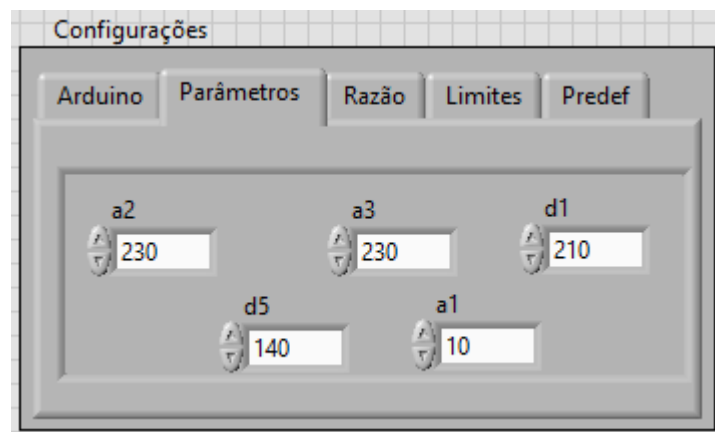 Configurações
Arduino Parâmetros Razão Limites Predef
a2 a3 d1
230 230 210
d5 a1
140 10